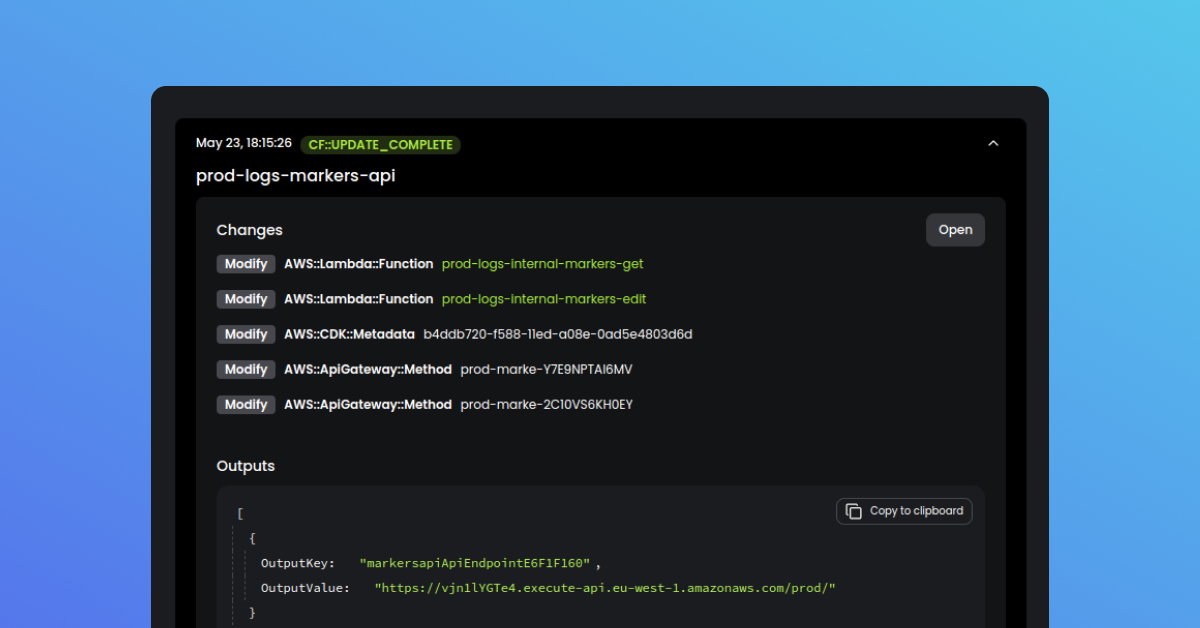 May 23, 18:15:26 CF::UPDATE_COMPLETE
prod-logs-markers-api
Changes
Open
Modify AWS::Lambda::Function prod-logs-internal-markers-get
Modify AWS::Lambda::Function prod-logs-internal-markers-edit
Modify AWS::CDK::Metadata b4ddb720-f588-11ed-a08e-0ad5e4803d6d
Modify AWS::ApiGateway::Method prod-marke-Y7E9NPTAI6MV
Modify AWS::ApiGateway::Method prod-marke-2C10VS6KH0EY
Outputs
Copy to clipboard
[
{
OutputKey: "markersapiApiEndpointE6F1F160" ,
OutputValue: "https://vjn1lYGTe4.execute-api.eu-west-1.amazonaws.com/prod/"
}